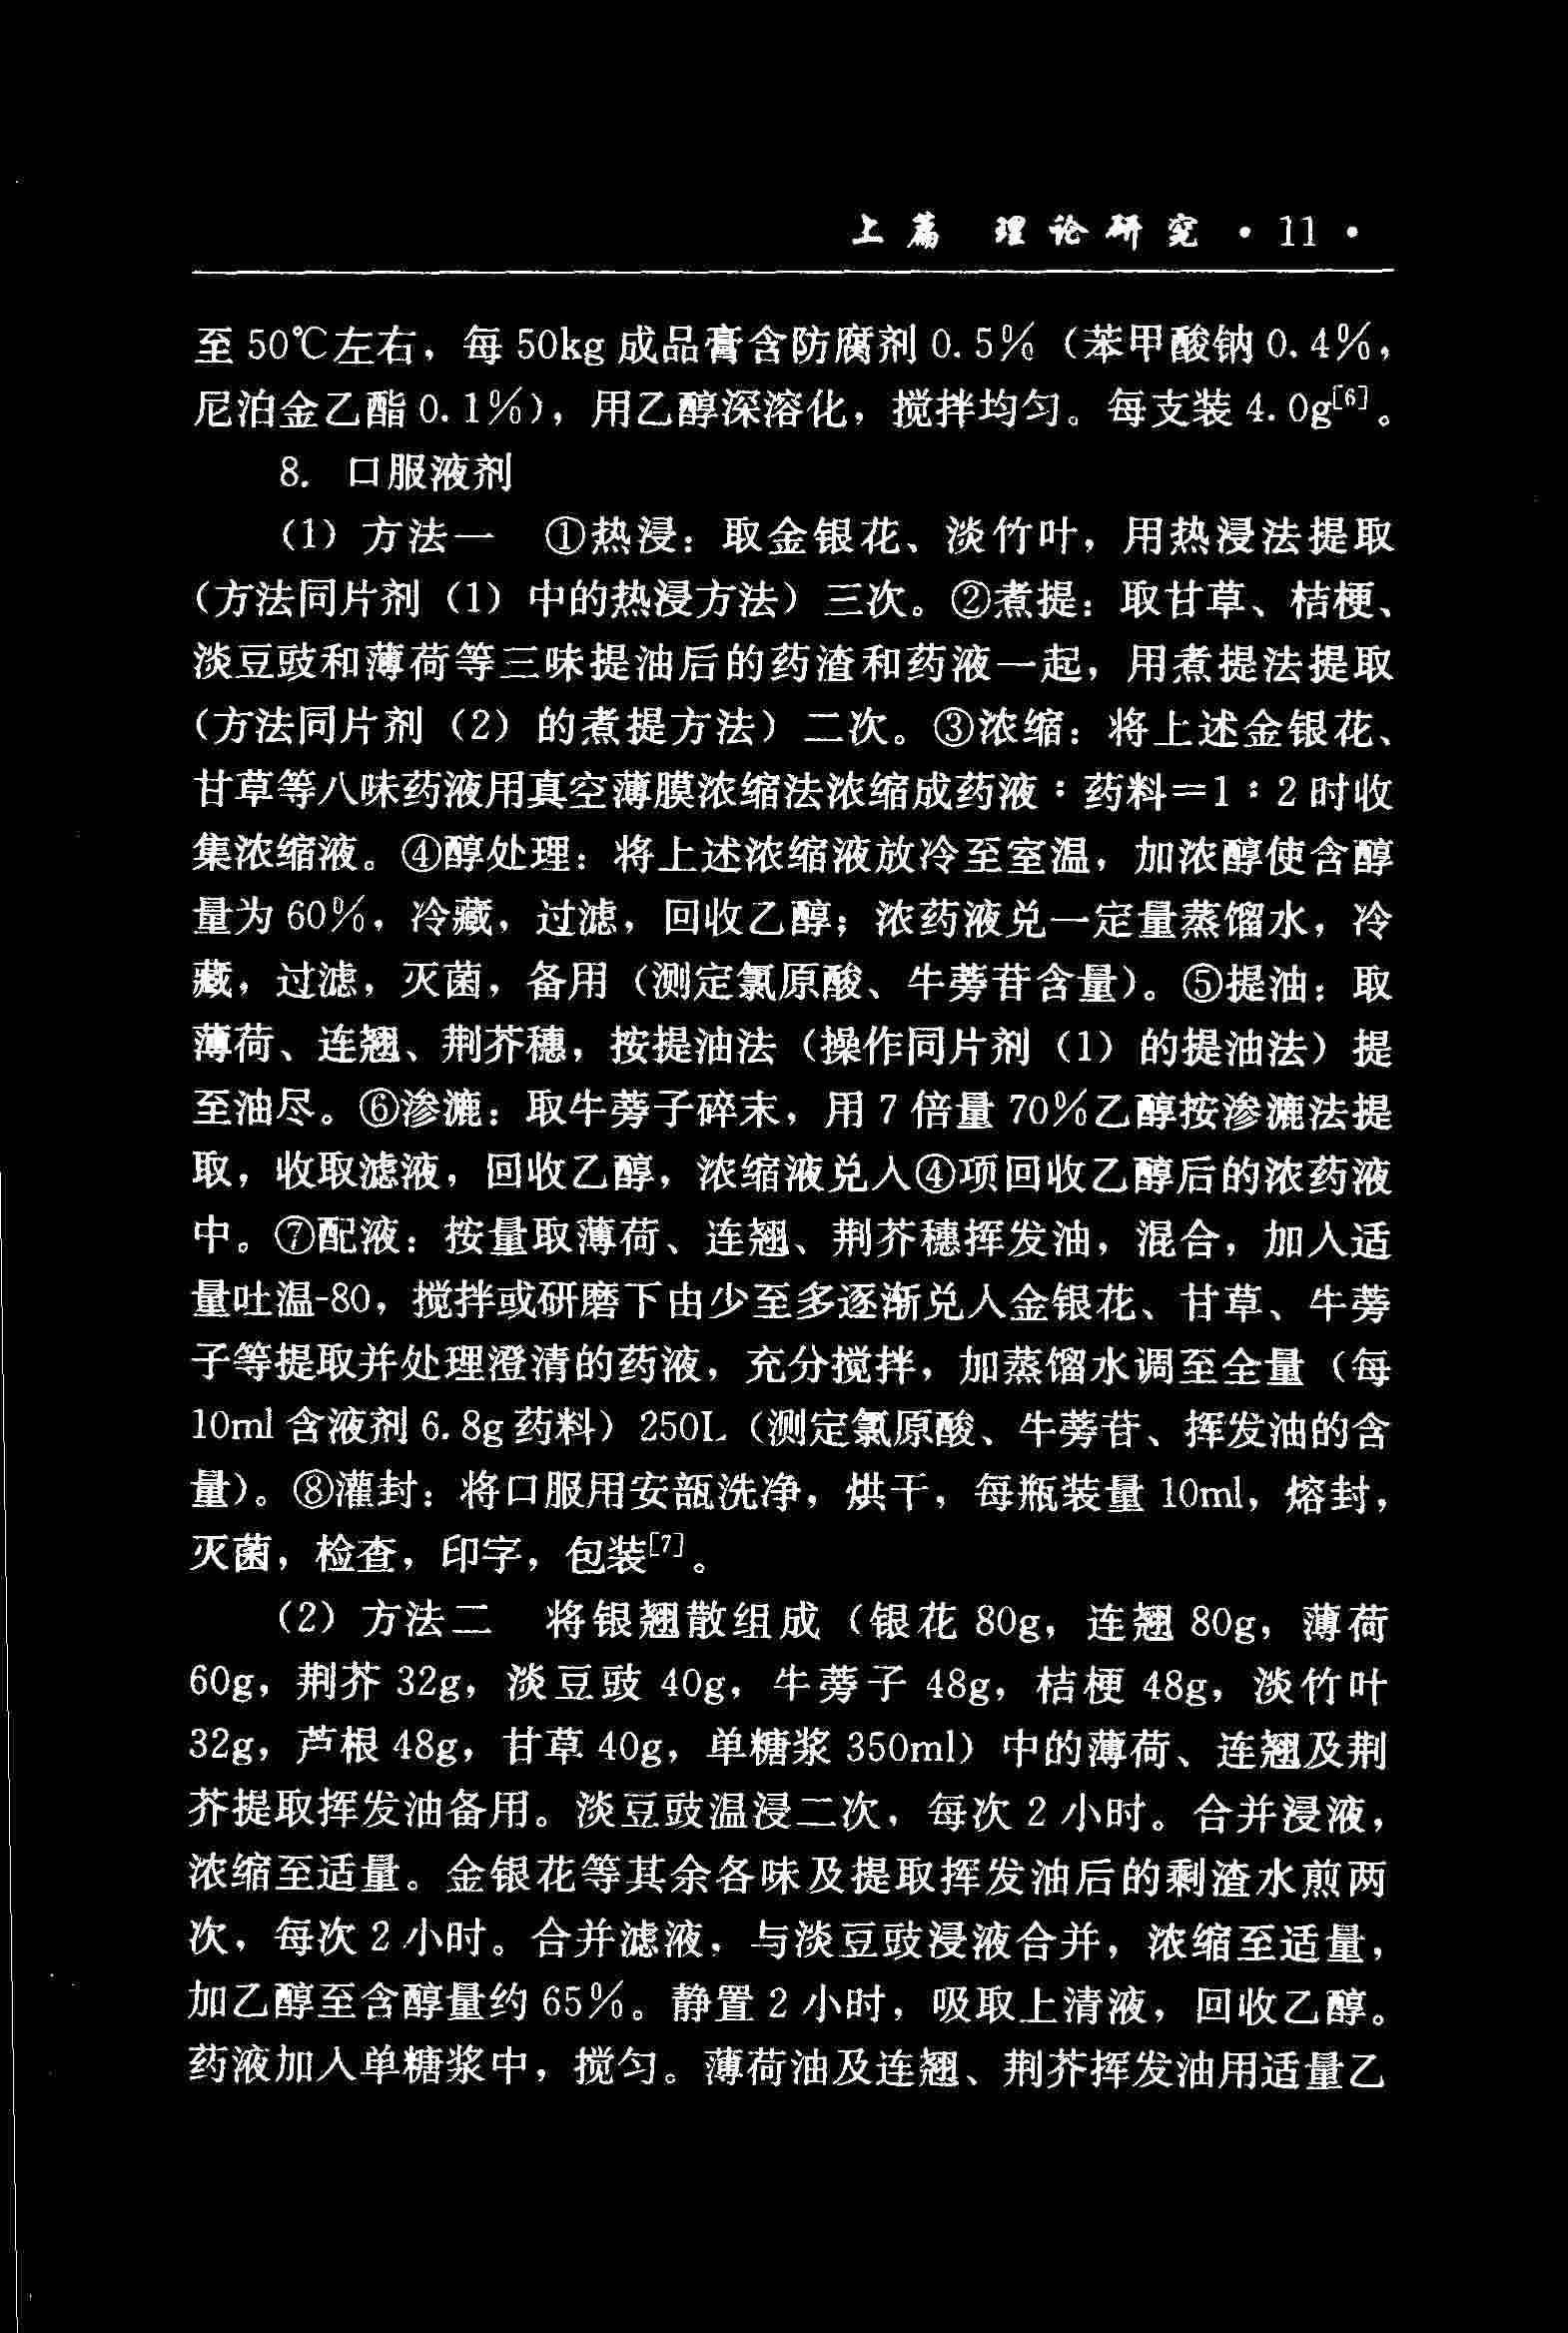 上篇 理论研究 · 11 ·
至 50℃左右，每 50kg 成品膏含防腐剂 0.5%（苯甲酸钠 0.4%，
尼泊金乙酯 0.1%），用乙醇深溶化，搅拌均匀。每支装 4.0g[6]。
8. 口服液剂
（1）方法一 ①热浸：取金银花、淡竹叶，用热浸法提取
（方法同片剂（1）中的热浸方法）三次。②煮提：取甘草、桔梗、
淡豆豉和薄荷等三味提油后的药渣和药液一起，用煮提法提取
（方法同片剂（2）的煮提方法）二次。③浓缩：将上述金银花、
甘草等八味药液用真空薄膜浓缩法浓缩成药液：药料=1：2 时收
集浓缩液。④醇处理：将上述浓缩液放冷至室温，加浓醇使含醇
量为 60%，冷藏，过滤，回收乙醇；浓药液兑一定量蒸馏水，冷
藏，过滤，灭菌，备用（测定氯原酸、牛蒡苷含量）。⑤提油：取
薄荷、连翘、荆芥穗，按提油法（操作同片剂（1）的提油法）提
至油尽。⑥渗漉：取牛蒡子碎末，用 7 倍量 70%乙醇按渗漉法提
取，收取滤液，回收乙醇，浓缩液兑入④项回收乙醇后的浓药液
中。⑦配液：按量取薄荷、连翘、荆芥穗挥发油，混合，加入适
量吐温-80，搅拌或研磨下由少至多逐渐兑入金银花、甘草、牛蒡
子等提取并处理澄清的药液，充分搅拌，加蒸馏水调至全量（每
10ml 含液剂 6.8g 药料）250L（测定氯原酸、牛蒡苷、挥发油的含
量）。⑧灌封：将口服用安瓿洗净，烘干，每瓶装量 10ml，熔封，
灭菌，检查，印字，包装[7]。
（2）方法二 将银翘散组成（银花 80g，连翘 80g，薄荷
60g，荆芥 32g，淡豆豉 40g，牛蒡子 48g，桔梗 48g，淡竹叶
32g，芦根 48g，甘草 40g，单糖浆 350ml）中的薄荷、连翘及荆
芥提取挥发油备用。淡豆豉温浸二次，每次 2 小时。合并浸液，
浓缩至适量。金银花等其余各味及提取挥发油后的剩渣水煎两
次，每次 2 小时。合并滤液，与淡豆豉浸液合并，浓缩至适量，
加乙醇至含醇量约 65%。静置 2 小时，吸取上清液，回收乙醇。
药液加入单糖浆中，搅匀。薄荷油及连翘、荆芥挥发油用适量乙